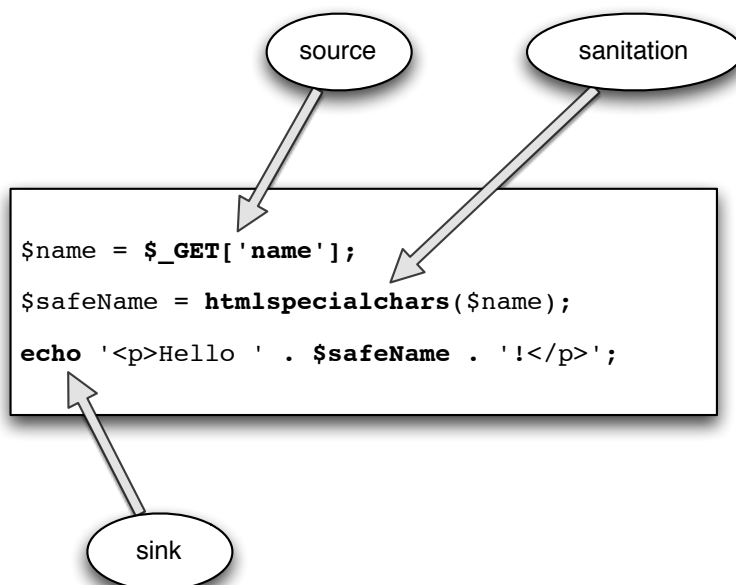 source
sanitation
$name = $_GET['name'];
$safeName = htmlspecialchars($name);
echo '<p>Hello ' . $safeName . '!</p>';
sink